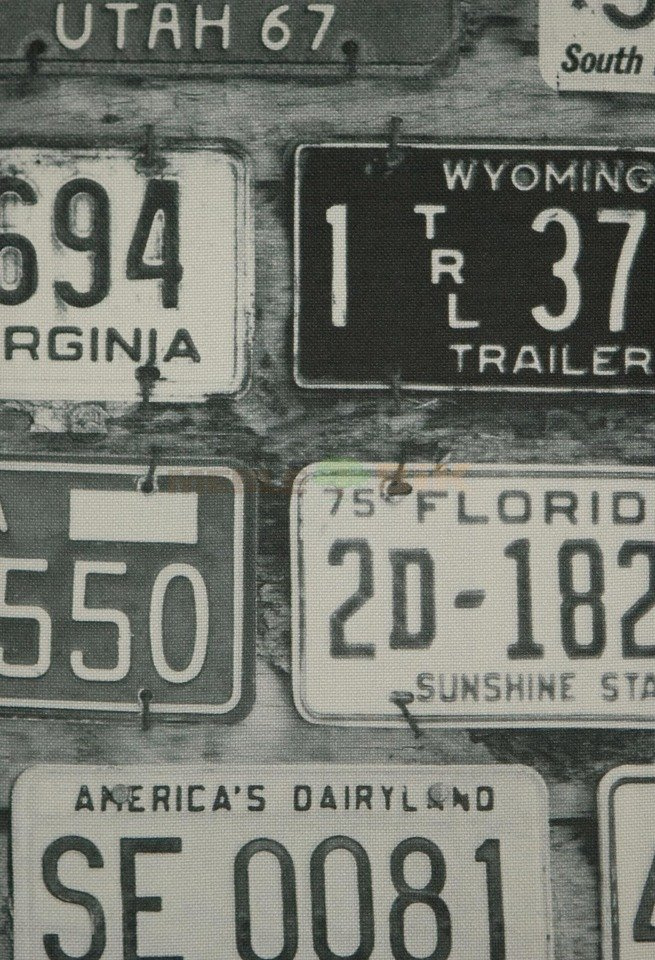 UTAH 67
South
694
RGINIA
WYOMING
1 TRL 37
TRAILER
550
75 FLORID
2D-182
SUNSHINE STA
AMERICA'S DAIRYLAND
SE 0081